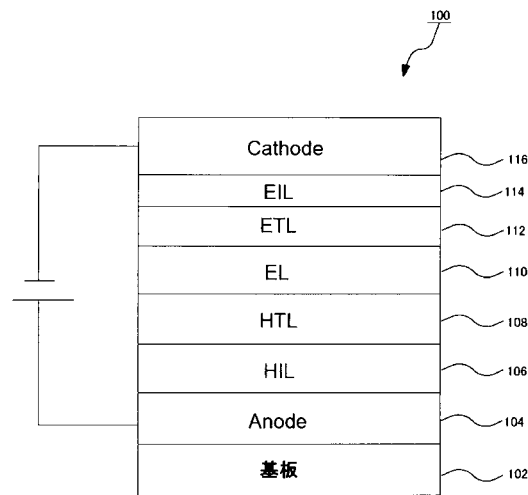 100
Cathode
116
EIL
114
ETL
112
EL
110
HTL
108
HIL
106
Anode
104
基板
102